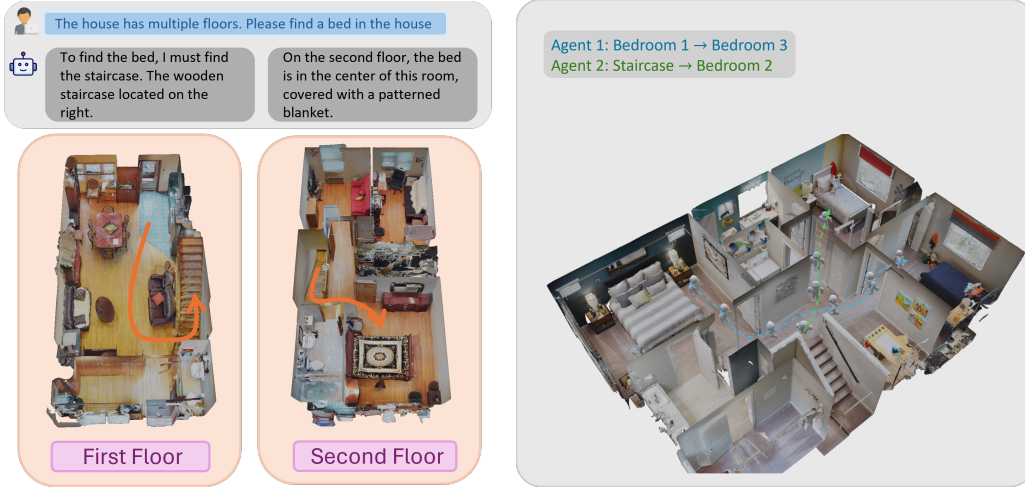 The house has multiple floors. Please find a bed in the house
To find the bed, I must find
the staircase. The wooden
staircase located on the
right.
On the second floor, the bed
is in the center of this room,
covered with a patterned
blanket.
First Floor
Second Floor
Agent 1: Bedroom 1 → Bedroom 3
Agent 2: Staircase → Bedroom 2